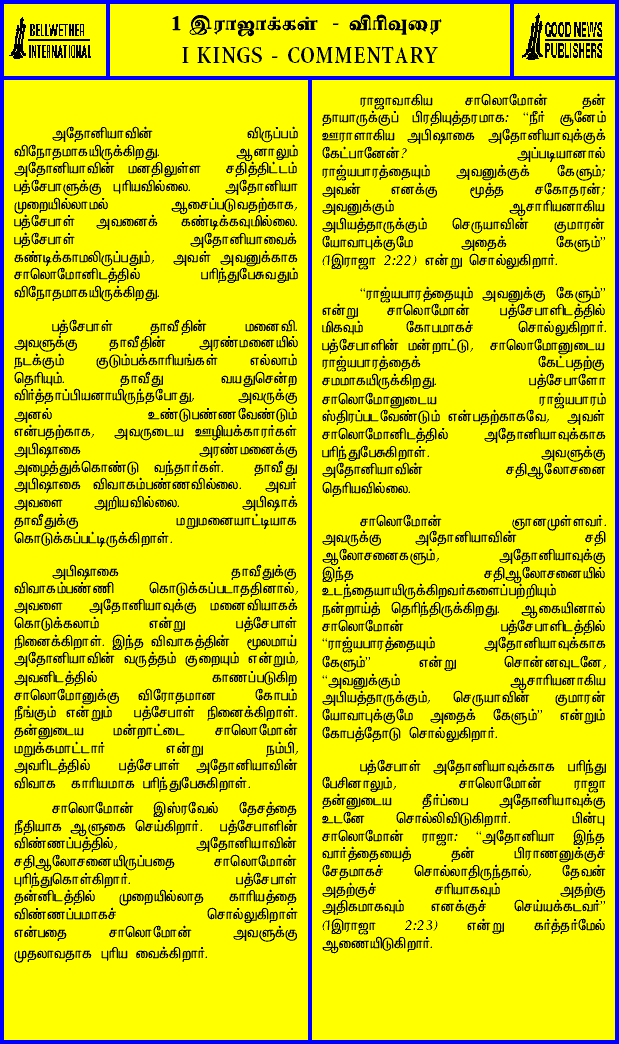 BELLWETHER
INTERNATIONAL
1 இராஜாக்கள் - விரிவுரை
I KINGS - COMMENTARY
GOOD NEWS
PUBLISHERS
அதோனியாவின் விருப்பம்
விநோதமாகயிருக்கிறது. ஆனாலும்
அதோனியாவின் மனதிலுள்ள சதித்திட்டம்
பத்சேபாளுக்கு புரியவில்லை. அதோனியா
முறையில்லாமல் ஆசைப்படுவதற்காக,
பத்சேபாள் அவனைக் கண்டிக்கவுமில்லை.
பத்சேபாள் அதோனியாவைக்
கண்டிக்காமலிருப்பதும், அவள் அவனுக்காக
சாலொமோனிடத்தில் பரிந்துபேசுவதும்
விநோதமாகயிருக்கிறது.
பத்சேபாள் தாவீதின் மனைவி.
அவளுக்கு தாவீதின் அரண்மனையில்
நடக்கும் குடும்பக்காரியங்கள் எல்லாம்
தெரியும். தாவீது வயதுசென்ற
விர்த்தாப்பியனாயிருந்தபோது, அவருக்கு
அனல் உண்டுபண்ணவேண்டும்
என்பதற்காக, அவருடைய ஊழியக்காரர்கள்
அபிஷாகை அரண்மனைக்கு
அழைத்துக்கொண்டு வந்தார்கள். தாவீது
அபிஷாகை விவாகம்பண்ணவில்லை. அவர்
அவளை அறியவில்லை. அபிஷாக்
தாவீதுக்கு மறுமனையாட்டியாக
கொடுக்கப்பட்டிருக்கிறாள்.
அபிஷாகை தாவீதுக்கு
விவாகம்பண்ணி கொடுக்கப்படாததினால்,
அவளை அதோனியாவுக்கு மனைவியாகக்
கொடுக்கலாம் என்று பத்சேபாள்
நினைக்கிறாள். இந்த விவாகத்தின் மூலமாய்
அதோனியாவின் வருத்தம் குறையும் என்றும்,
அவனிடத்தில் காணப்படுகிற
சாலொமோனுக்கு விரோதமான கோபம்
நீங்கும் என்றும் பத்சேபாள் நினைக்கிறாள்.
தன்னுடைய மன்றாட்டை சாலொமோன்
மறுக்கமாட்டார் என்று நம்பி,
அவரிடத்தில் பத்சேபாள் அதோனியாவின்
விவாக காரியமாக பரிந்துபேசுகிறாள்.
சாலொமோன் இஸ்ரவேல் தேசத்தை
நீதியாக ஆளுகை செய்கிறார். பத்சேபாளின்
விண்ணப்பத்தில், அதோனியாவின்
சதிஆலோசனையிருப்பதை சாலொமோன்
புரிந்துகொள்கிறார். பத்சேபாள்
தன்னிடத்தில் முறையில்லாத காரியத்தை
விண்ணப்பமாகச் சொல்லுகிறாள்
என்பதை சாலொமோன் அவளுக்கு
முதலாவதாக புரிய வைக்கிறார்.
ராஜாவாகிய சாலொமோன் தன்
தாயாருக்குப் பிரதியுத்தரமாக: “நீர் சூனேம்
ஊராளாகிய அபிஷாகை அதோனியாவுக்குக்
கேட்பானேன்? அப்படியானால்
ராஜ்யபாரத்தையும் அவனுக்குக் கேளும்;
அவன் எனக்கு மூத்த சகோதரன்;
அவனுக்கும் ஆசாரியனாகிய
அபியத்தாருக்கும் செருயாவின் குமாரன்
யோவாபுக்குமே அதைக் கேளும்”
(1இராஜா 2:22) என்று சொல்லுகிறார்.
“ராஜ்யபாரத்தையும் அவனுக்கு கேளும்”
என்று சாலொமோன் பத்சேபாளிடத்தில்
மிகவும் கோபமாகச் சொல்லுகிறார்.
பத்சேபாளின் மன்றாட்டு, சாலொமோனுடைய
ராஜ்யபாரத்தைக் கேட்பதற்கு
சமமாகயிருக்கிறது. பத்சேபாளோ
சாலொமோனுடைய ராஜ்யபாரம்
ஸ்திரப்படவேண்டும் என்பதற்காகவே, அவள்
சாலொமோனிடத்தில் அதோனியாவுக்காக
பரிந்துபேசுகிறாள். அவளுக்கு
அதோனியாவின் சதிஆலோசனை
தெரியவில்லை.
சாலொமோன் ஞானமுள்ளவர்.
அவருக்கு அதோனியாவின் சதி
ஆலோசனைகளும், அதோனியாவுக்கு
இந்த சதிஆலோசனையில்
உடந்தையாயிருக்கிறவர்களைப்பற்றியும்
நன்றாய்த் தெரிந்திருக்கிறது. ஆகையினால்
சாலொமோன் பத்சேபாளிடத்தில்
“ராஜ்யபாரத்தையும் அதோனியாவுக்காக
கேளும்” என்று சொன்னவுடனே,
“அவனுக்கும் ஆசாரியனாகிய
அபியத்தாருக்கும், செருயாவின் குமாரன்
யோவாபுக்குமே அதைக் கேளும்” என்றும்
கோபத்தோடு சொல்லுகிறார்.
பத்சேபாள் அதோனியாவுக்காக பரிந்து
பேசினாலும், சாலொமோன் ராஜா
தன்னுடைய தீர்ப்பை அதோனியாவுக்கு
உடனே சொல்லிவிடுகிறார். பின்பு
சாலொமோன் ராஜா: “அதோனியா இந்த
வார்த்தையைத் தன் பிராணனுக்குச்
சேதமாகச் சொல்லாதிருந்தால், தேவன்
அதற்குச் சரியாகவும் அதற்கு
அதிகமாகவும் எனக்குச் செய்யக்கடவர்”
(1இராஜா 2:23) என்று கர்த்தர்மேல்
ஆணையிடுகிறார்.